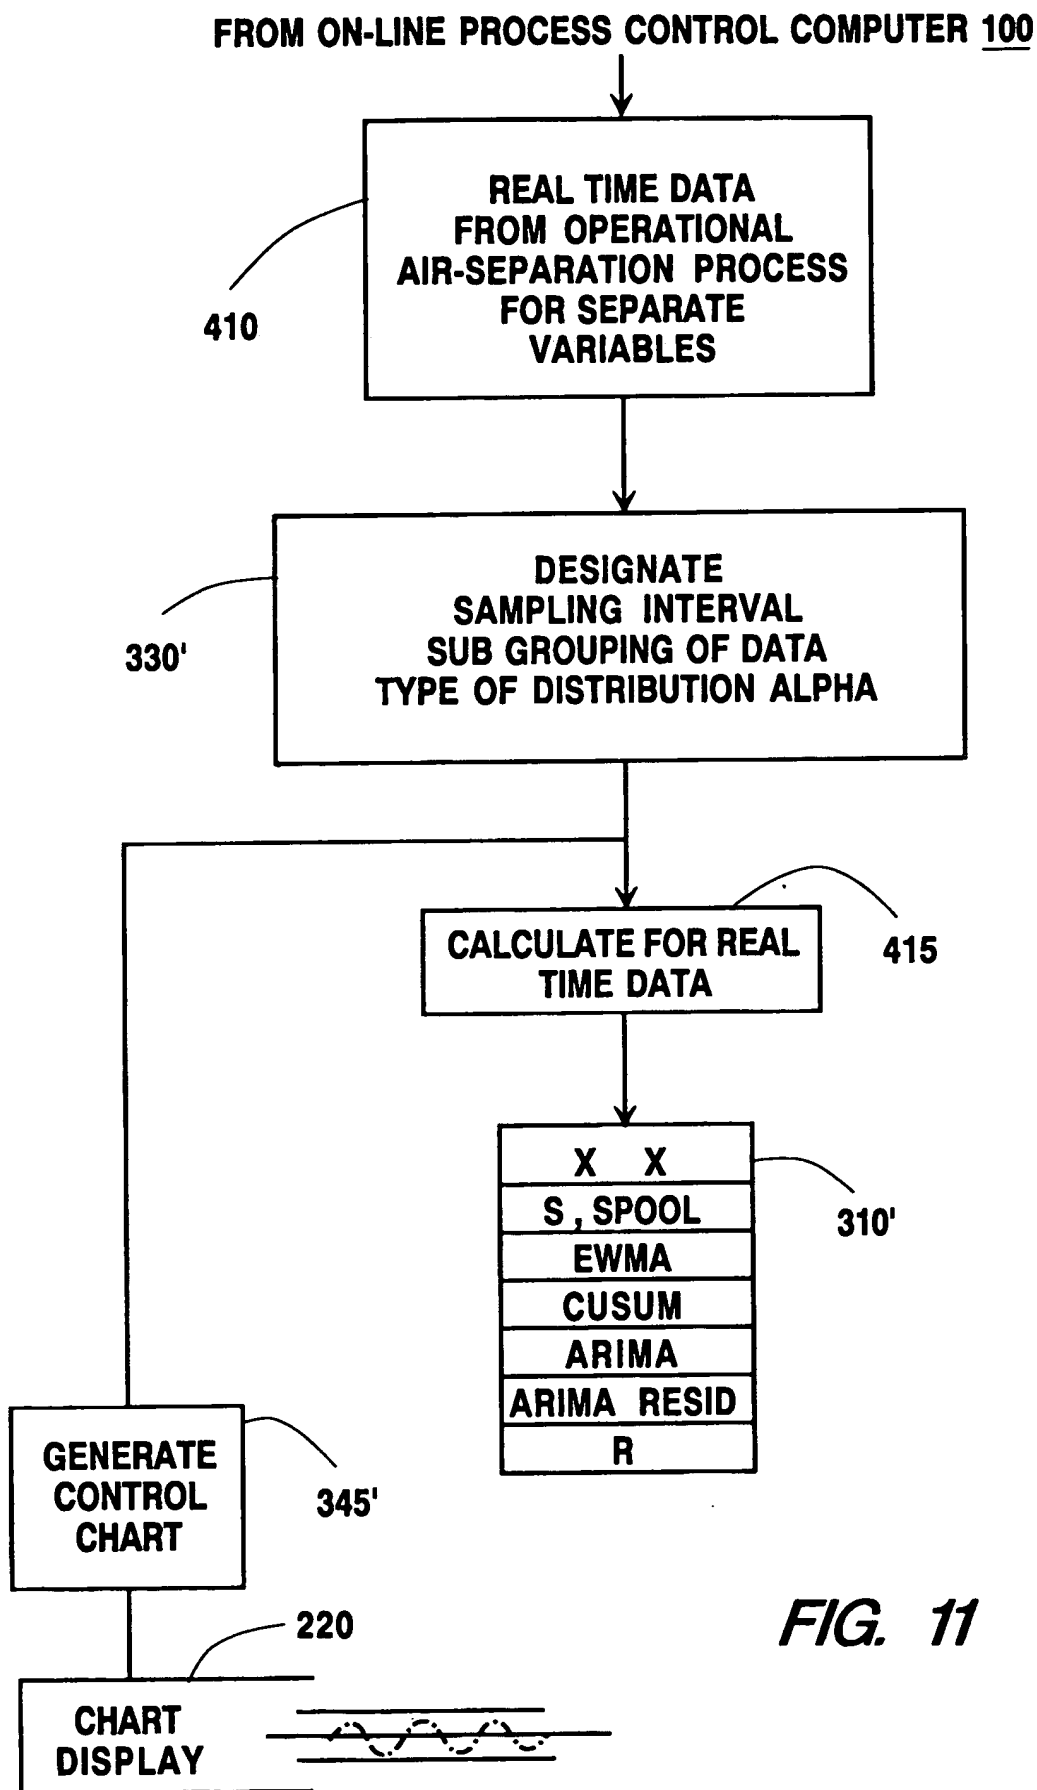 FROM ON-LINE PROCESS CONTROL COMPUTER 100
REAL TIME DATA
FROM OPERATIONAL
AIR-SEPARATION PROCESS
FOR SEPARATE
VARIABLES
410
DESIGNATE
SAMPLING INTERVAL
SUB GROUPING OF DATA
TYPE OF DISTRIBUTION ALPHA
330'
CALCULATE FOR REAL
TIME DATA
415
X X
S , SPOOL
EWMA
CUSUM
ARIMA
ARIMA RESID
R
310'
GENERATE
CONTROL
CHART
345'
FIG. 11
220
CHART
DISPLAY